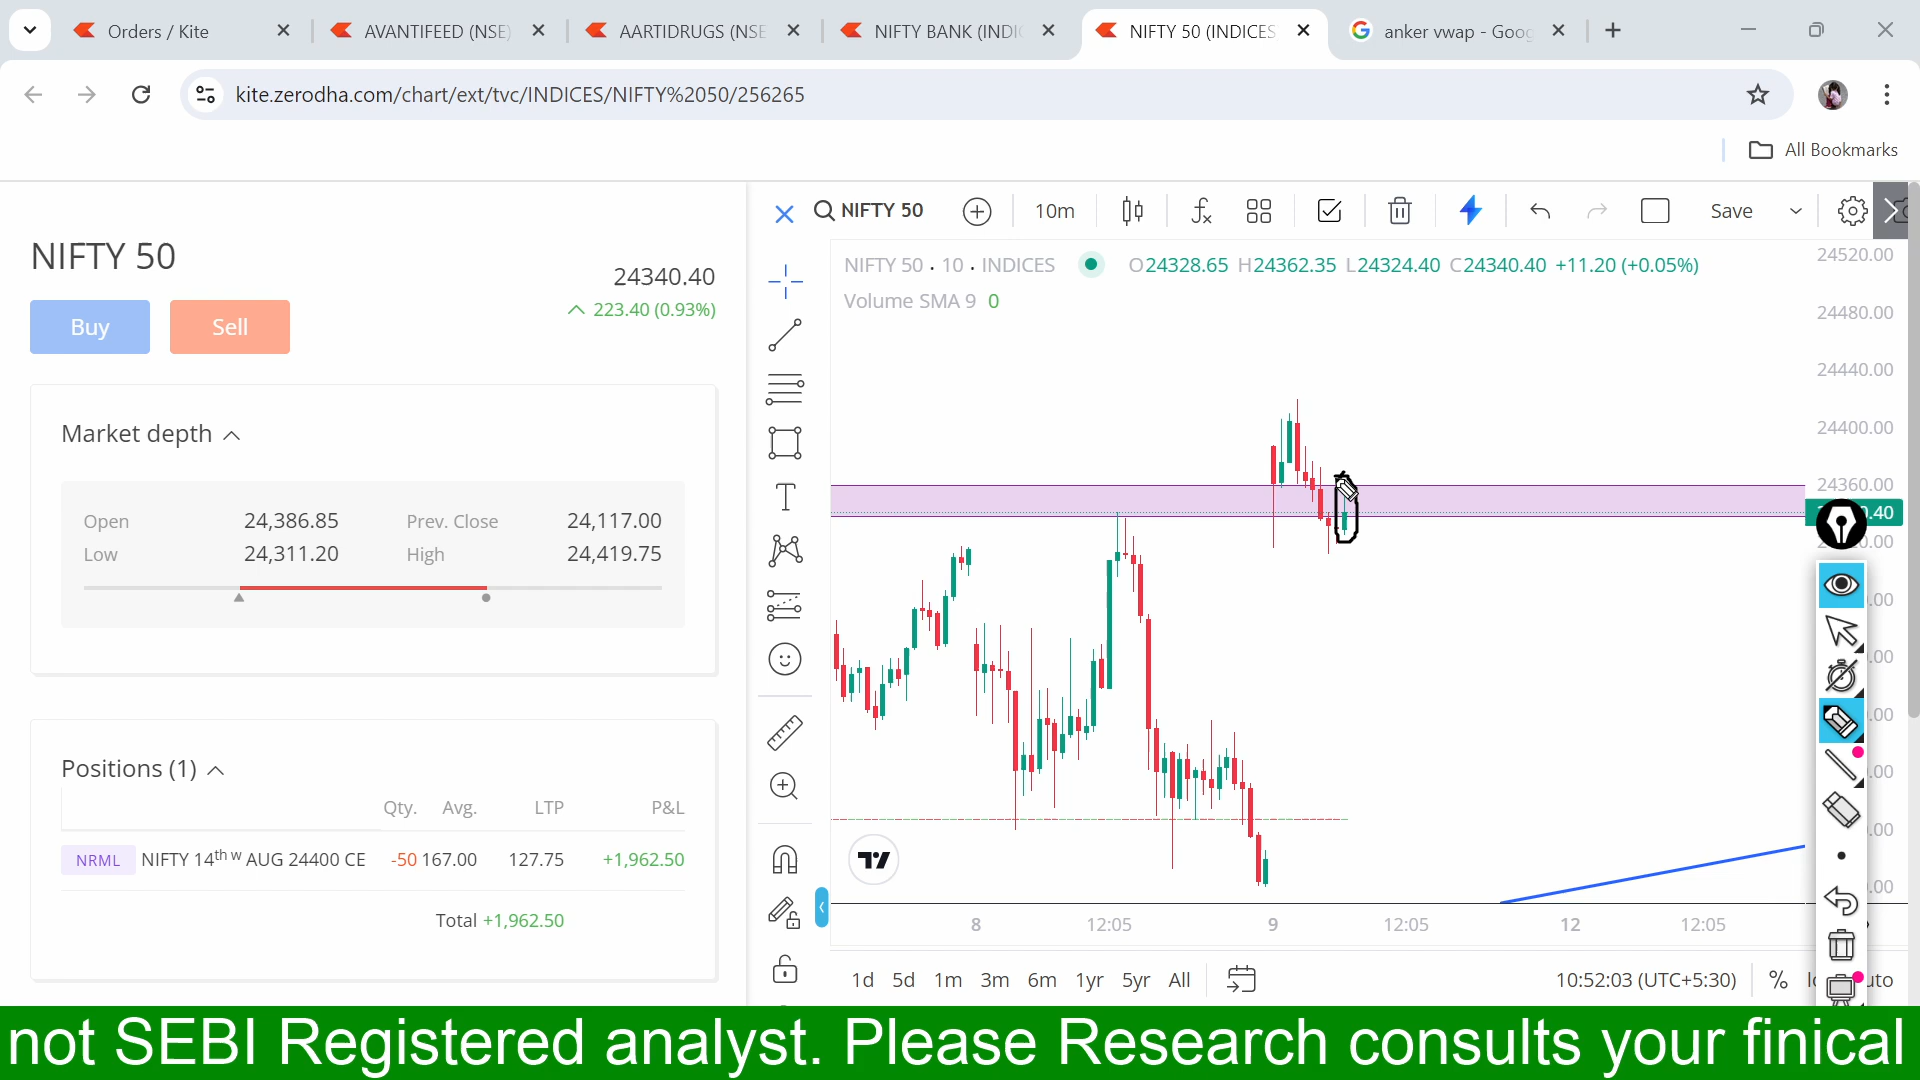 Orders / Kite
AVANTIFEED (NSE)
AARTIDRUGS (NSE
NIFTY BANK (INDI
NIFTY 50 (INDICES
anker vwap - Goog
kite.zerodha.com/chart/ext/tvc/INDICES/NIFTY%2050/256265
All Bookmarks
NIFTY 50
24340.40
223.40 (0.93%)
Buy
Sell
Market depth
Open 24,386.85 Prev. Close 24,117.00
Low 24,311.20 High 24,419.75
Positions (1)
Qty. Avg. LTP P&L
NRML NIFTY 14th w AUG 24400 CE -50 167.00 127.75 +1,962.50
Total +1,962.50
NIFTY 50 10m Save
NIFTY 50 . 10 . INDICES O24328.65 H24362.35 L24324.40 C24340.40 +11.20 (+0.05%)
Volume SMA 9 0
24520.00
24480.00
24440.00
24400.00
24360.00
.40
.00
.00
.00
.00
.00
.00
8 12:05 9 12:05 12 12:05
1d 5d 1m 3m 6m 1yr 5yr All
10:52:03 (UTC+5:30) %
not SEBI Registered analyst. Please Research consults your finical